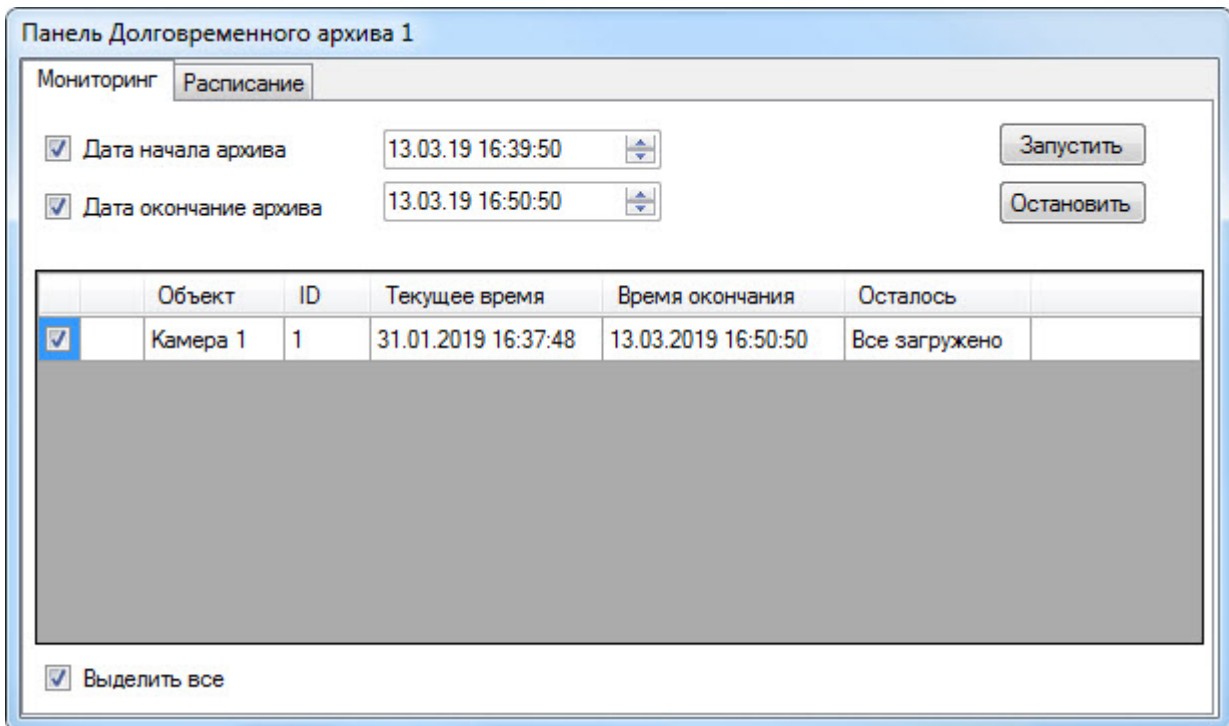 Панель Долговременного архива 1
Мониторинг Расписание
Дата начала архива 13.03.19 16:39:50 Запустить
Дата окончание архива 13.03.19 16:50:50 Остановить
Объект ID Текущее время Время окончания Осталось
Камера 1 1 31.01.2019 16:37:48 13.03.2019 16:50:50 Все загружено
Выделить все